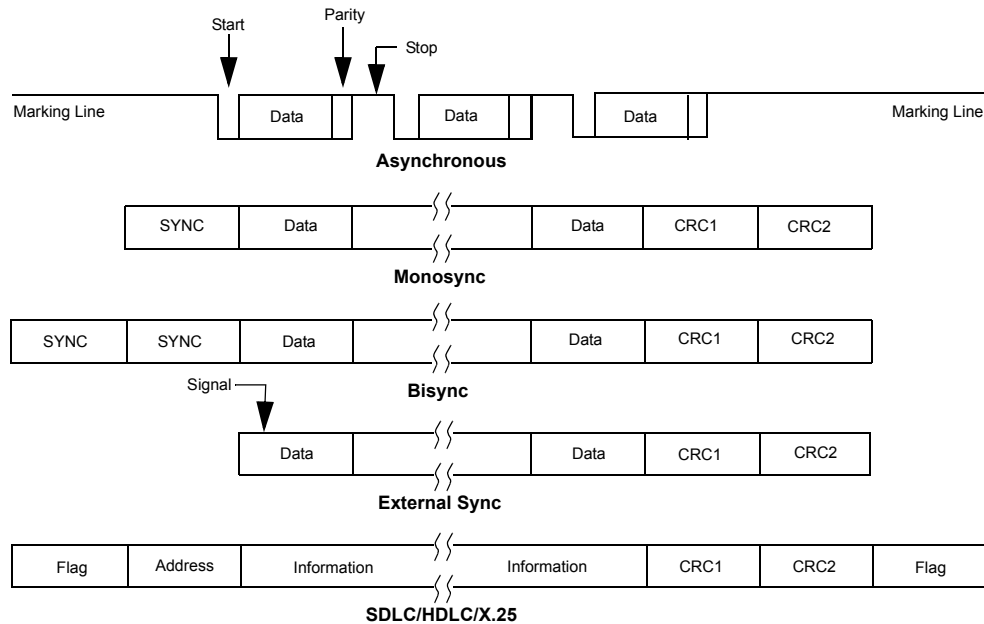 Start
Parity
Stop
Marking Line
Data
Data
Data
Marking Line
Asynchronous
SYNC
Data
Data
CRC1
CRC2
Monosync
SYNC
SYNC
Data
Data
CRC1
CRC2
Bisync
Signal
Data
Data
CRC1
CRC2
External Sync
Flag
Address
Information
Information
CRC1
CRC2
Flag
SDLC/HDLC/X.25